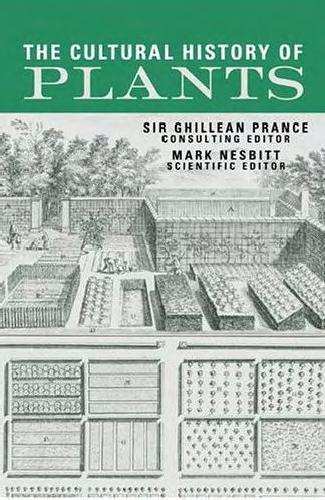 THE CULTURAL HISTORY OF
PLANTS
SIR GHILLEAN PRANCE
CONSULTING EDITOR
MARK NESBITT
SCIENTIFIC EDITOR